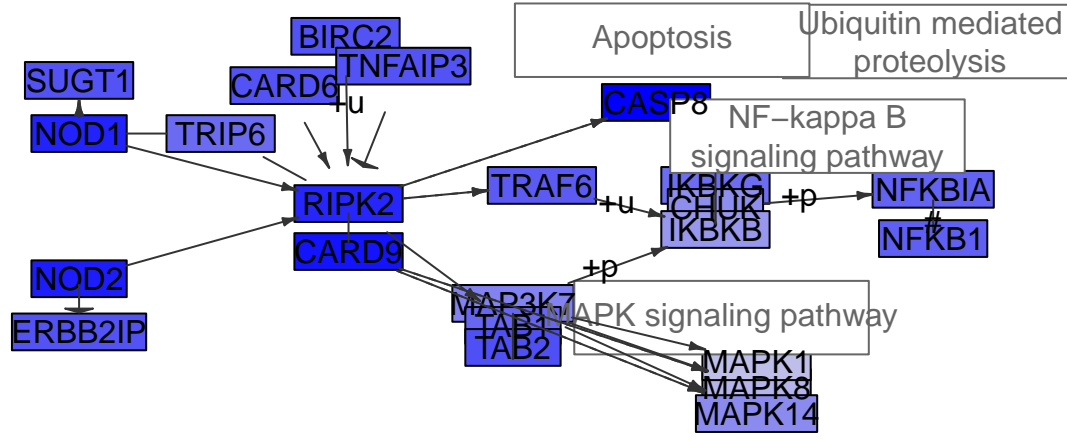 BIRC2
Apoptosis
Ubiquitin mediated
proteolysis
TNFAIP3
SUGT1
CARD6
+u
CASP8
NOD1
TRIP6
NF−kappa B
signaling pathway
RIPK2
TRAF6
+u
IKBKG
CHUK
IKBKB
+p
NFKBIA
#
NFKB1
CARD9
NOD2
+p
ERBB2IP
MAP3K7
TAB1
TAB2
MAPK signaling pathway
MAPK1
MAPK8
MAPK14